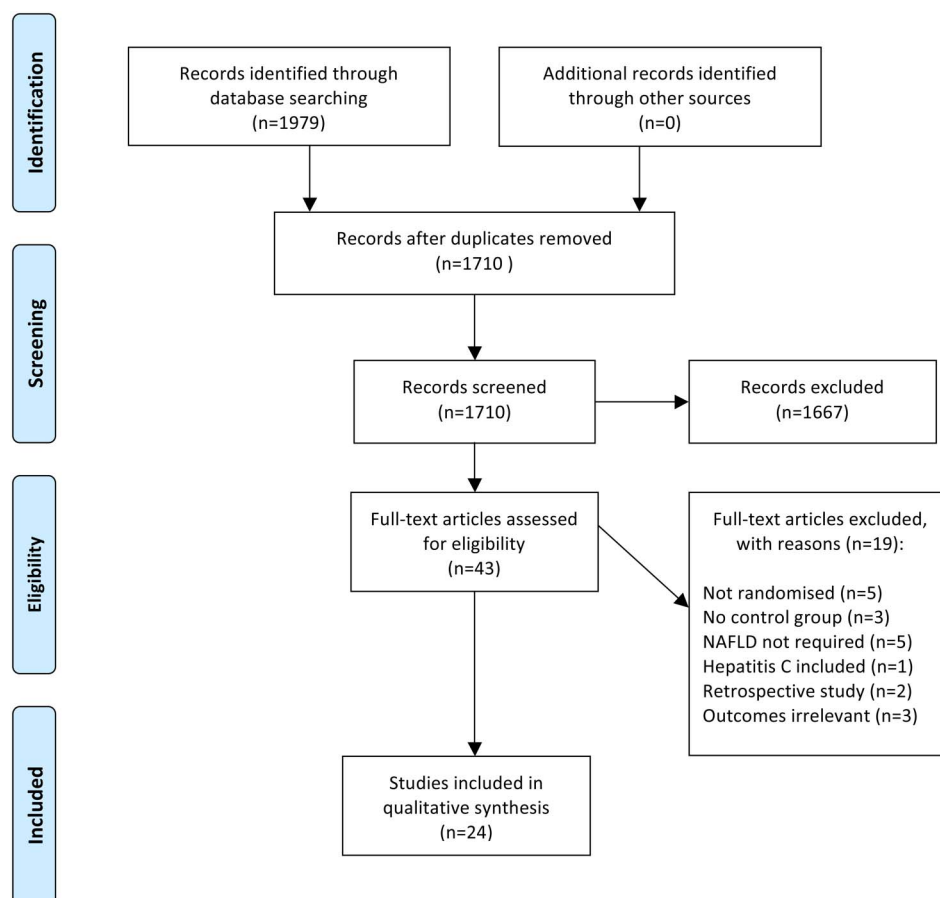 Identification
Records identified through
database searching
(n=1979)
Additional records identified
through other sources
(n=0)
Records after duplicates removed
(n=1710 )
Screening
Records screened
(n=1710)
Records excluded
(n=1667)
Eligibility
Full-text articles assessed
for eligibility
(n=43)
Full-text articles excluded,
with reasons (n=19):
Not randomised (n=5)
No control group (n=3)
NAFLD not required (n=5)
Hepatitis C included (n=1)
Retrospective study (n=2)
Outcomes irrelevant (n=3)
Included
Studies included in
qualitative synthesis
(n=24)